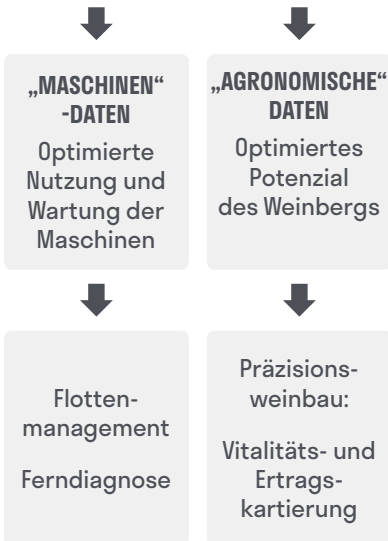 „MASCHINEN“
-DATEN
Optimierte
Nutzung und
Wartung der
Maschinen
„AGRONOMISCHE“
DATEN
Optimiertes
Potenzial
des Weinbergs
Flotten-
management
Ferndiagnose
Präzisions-
weinbau:
Vitalitäts- und
Ertrags-
kartierung